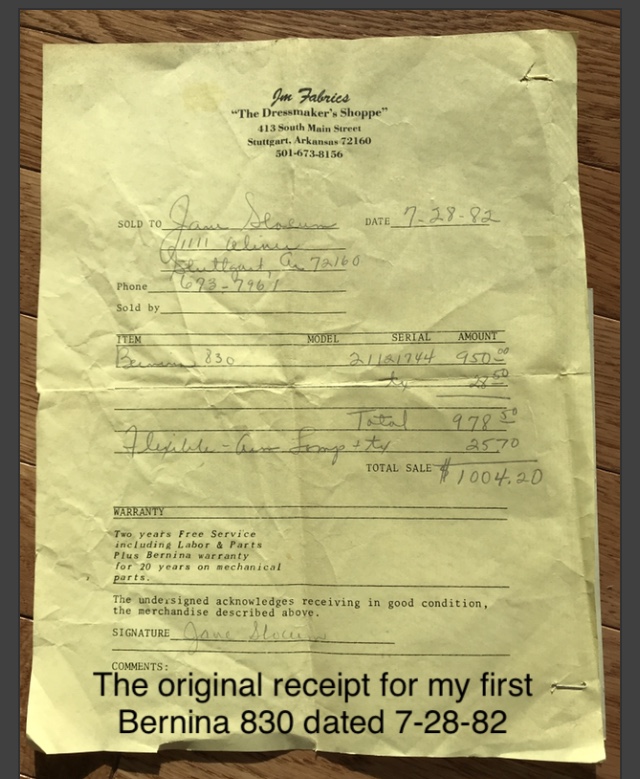 Jm Fabrics
"The Dressmaker's Shoppe"
413 South Main Street
Stuttgart, Arkansas 72160
501-673-8156
SOLD TO Jane Slocum DATE 7-28-82
1111
Stuttgart, Ar 72160
Phone 673-7961
Sold by
ITEM MODEL SERIAL AMOUNT
Bernina 830 21121744 950.00
tx 28.50
Total 978.50
Flexible-Arm Lamp + tx 25.70
TOTAL SALE $1004.20
WARRANTY
Two years Free Service
including Labor & Parts
Plus Bernina warranty
for 20 years on mechanical
parts.
The undersigned acknowledges receiving in good condition,
the merchandise described above.
SIGNATURE Jane Slocum
COMMENTS:
The original receipt for my first
Bernina 830 dated 7-28-82